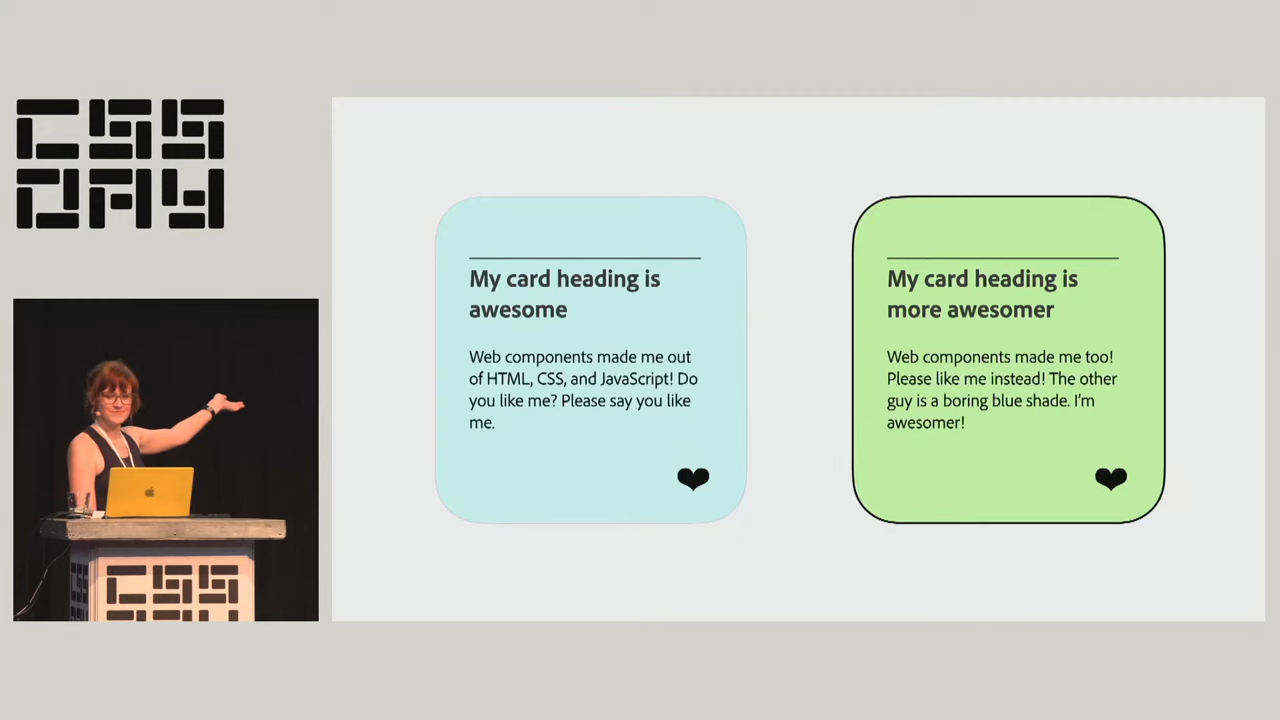 CSS
DAY
My card heading is
awesome
Web components made me out
of HTML, CSS, and JavaScript! Do
you like me? Please say you like
me.
My card heading is
more awesomer
Web components made me too!
Please like me instead! The other
guy is a boring blue shade. I'm
awesomer!
CSS